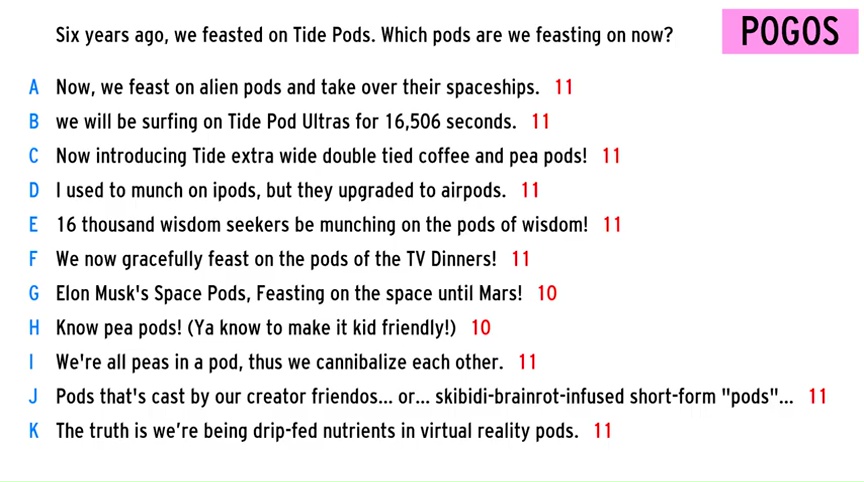 Six years ago, we feasted on Tide Pods. Which pods are we feasting on now?
POGOS
A Now, we feast on alien pods and take over their spaceships. 11
B we will be surfing on Tide Pod Ultras for 16,506 seconds. 11
C Now introducing Tide extra wide double tied coffee and pea pods! 11
D I used to munch on ipods, but they upgraded to airpods. 11
E 16 thousand wisdom seekers be munching on the pods of wisdom! 11
F We now gracefully feast on the pods of the TV Dinners! 11
G Elon Musk's Space Pods, Feasting on the space until Mars! 10
H Know pea pods! (Ya know to make it kid friendly!) 10
I We're all peas in a pod, thus we cannibalize each other. 11
J Pods that's cast by our creator friendos... or... skibidi-brainrot-infused short-form "pods"... 11
K The truth is we’re being drip-fed nutrients in virtual reality pods. 11